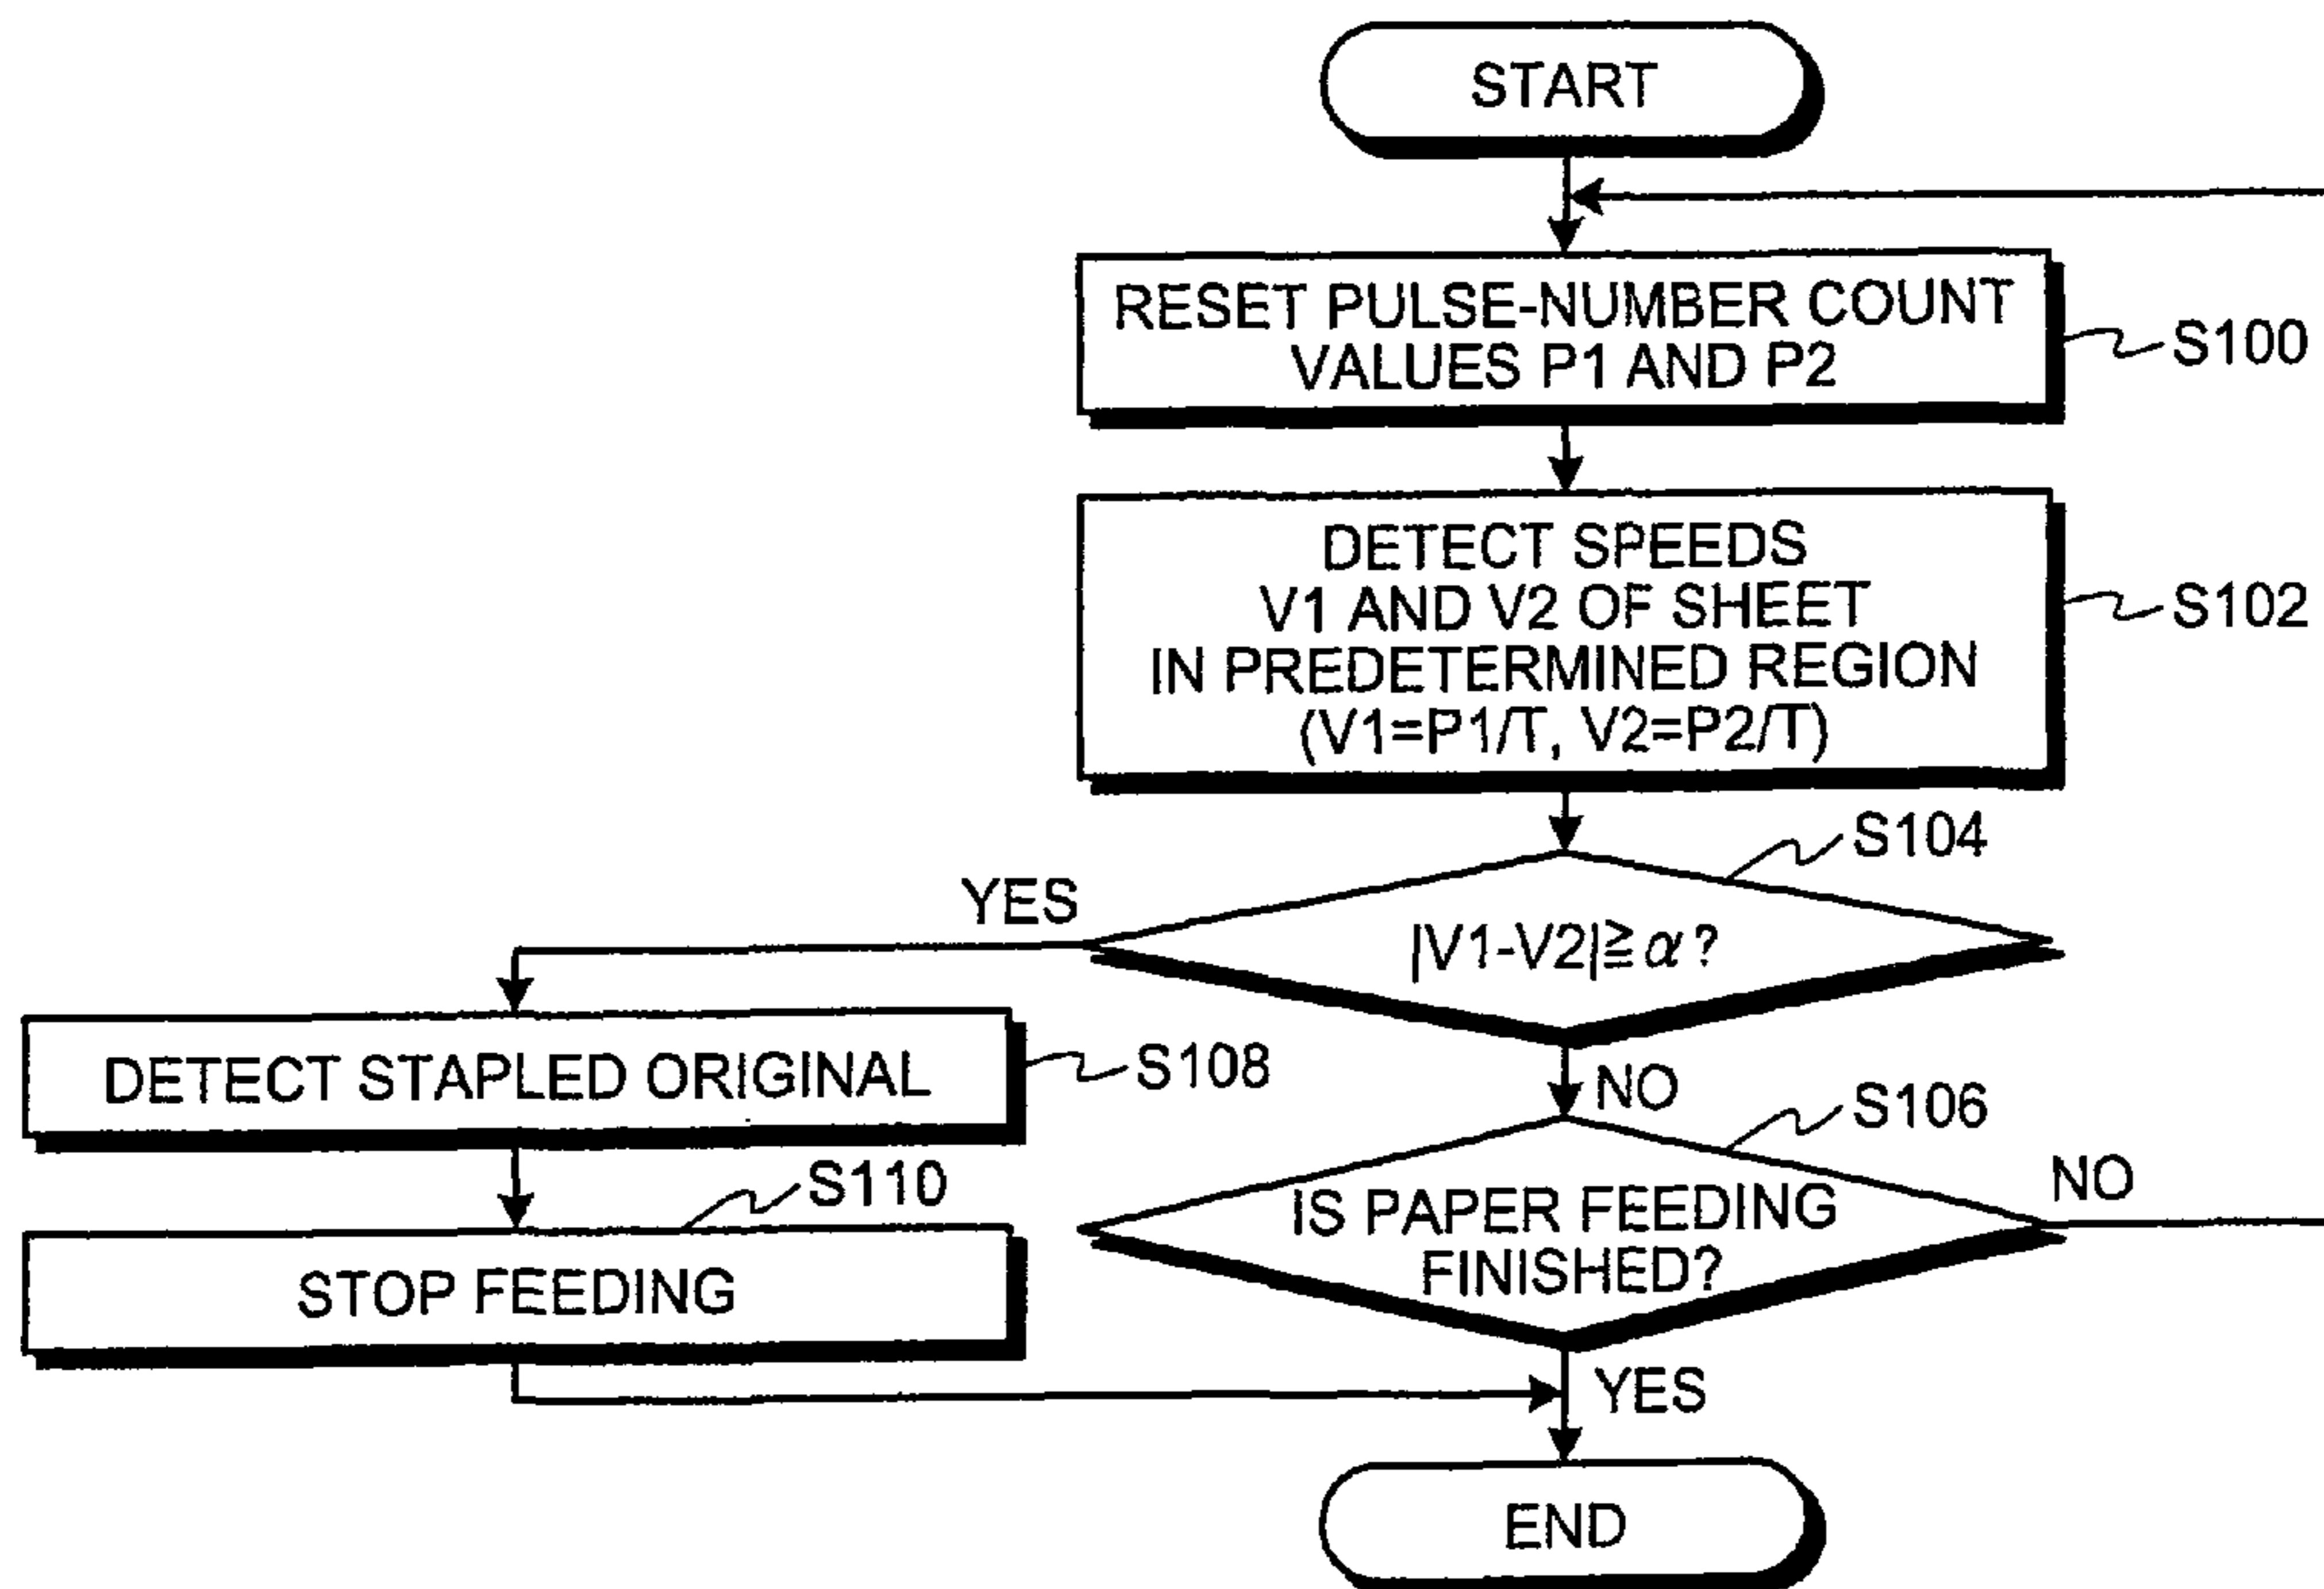 START
RESET PULSE-NUMBER COUNT
VALUES P1 AND P2
S100
DETECT SPEEDS
V1 AND V2 OF SHEET
IN PREDETERMINED REGION
(V1=P1/T, V2=P2/T)
S102
S104
YES
|V1-V2|≧α?
NO
DETECT STAPLED ORIGINAL
S108
S106
S110
IS PAPER FEEDING
FINISHED?
NO
STOP FEEDING
YES
END